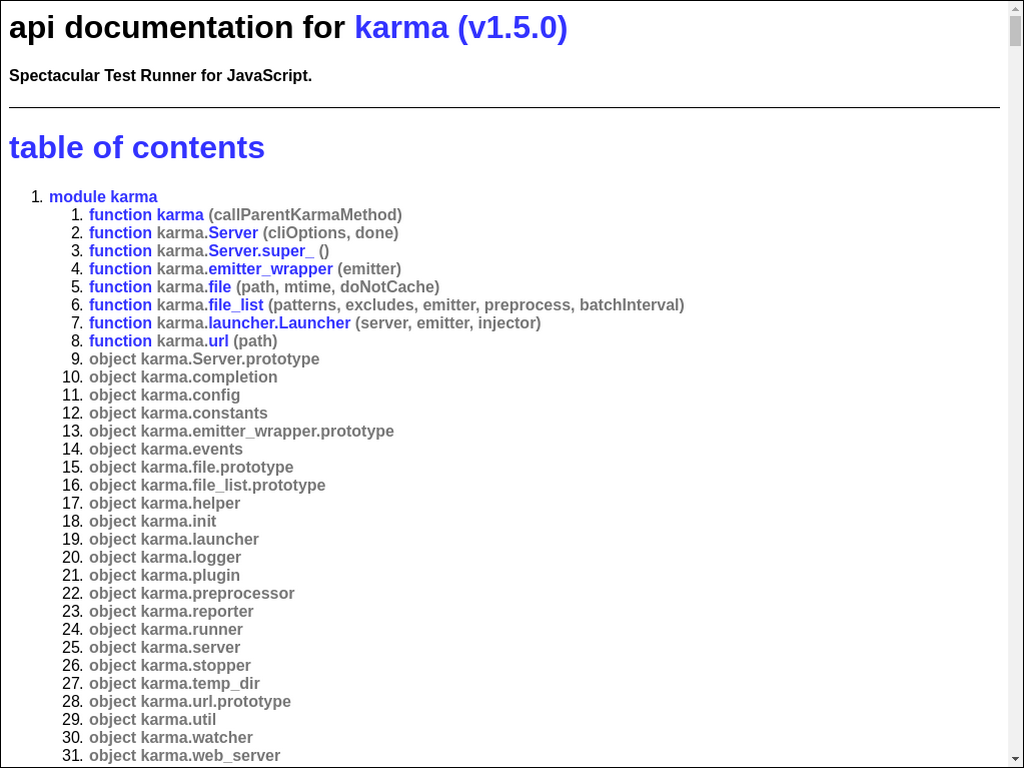 api documentation for karma (v1.5.0)
Spectacular Test Runner for JavaScript.
table of contents
1. module karma
1. function karma (callParentKarmaMethod)
2. function karma.Server (cliOptions, done)
3. function karma.Server.super_ ()
4. function karma.emitter_wrapper (emitter)
5. function karma.file (path, mtime, doNotCache)
6. function karma.file_list (patterns, excludes, emitter, preprocess, batchInterval)
7. function karma.launcher.Launcher (server, emitter, injector)
8. function karma.url (path)
9. object karma.Server.prototype
10. object karma.completion
11. object karma.config
12. object karma.constants
13. object karma.emitter_wrapper.prototype
14. object karma.events
15. object karma.file.prototype
16. object karma.file_list.prototype
17. object karma.helper
18. object karma.init
19. object karma.launcher
20. object karma.logger
21. object karma.plugin
22. object karma.preprocessor
23. object karma.reporter
24. object karma.runner
25. object karma.server
26. object karma.stopper
27. object karma.temp_dir
28. object karma.url.prototype
29. object karma.util
30. object karma.watcher
31. object karma.web_server